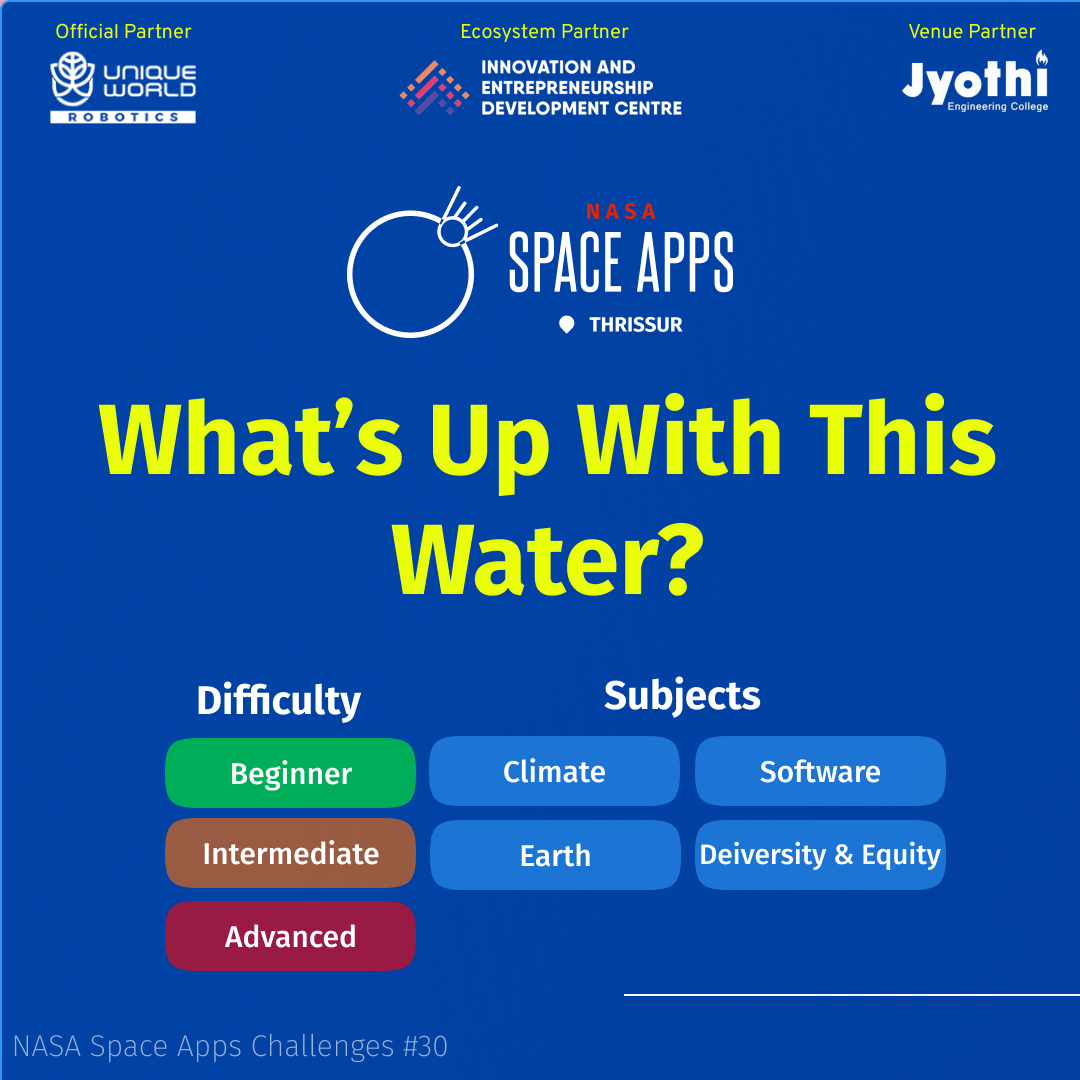 Official Partner
Ecosystem Partner
Venue Partner
UNIQUE
WORLD
ROBOTICS
INNOVATION AND
ENTREPRENEURSHIP
DEVELOPMENT CENTRE
Jyothi
Engineering College
NASA
SPACE APPS
THRISSUR
What’s Up With This
Water?
Difficulty
Subjects
Beginner
Climate
Software
Intermediate
Earth
Deiversity & Equity
Advanced
NASA Space Apps Challenges #30